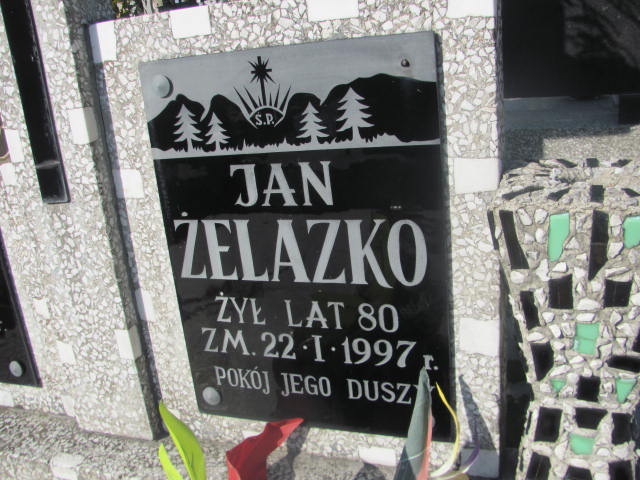 Ś.P.
JAN
ŻELAZKO
ŻYŁ LAT 80
ZM. 22·I·1997 r.
POKÓJ JEGO DUSZY